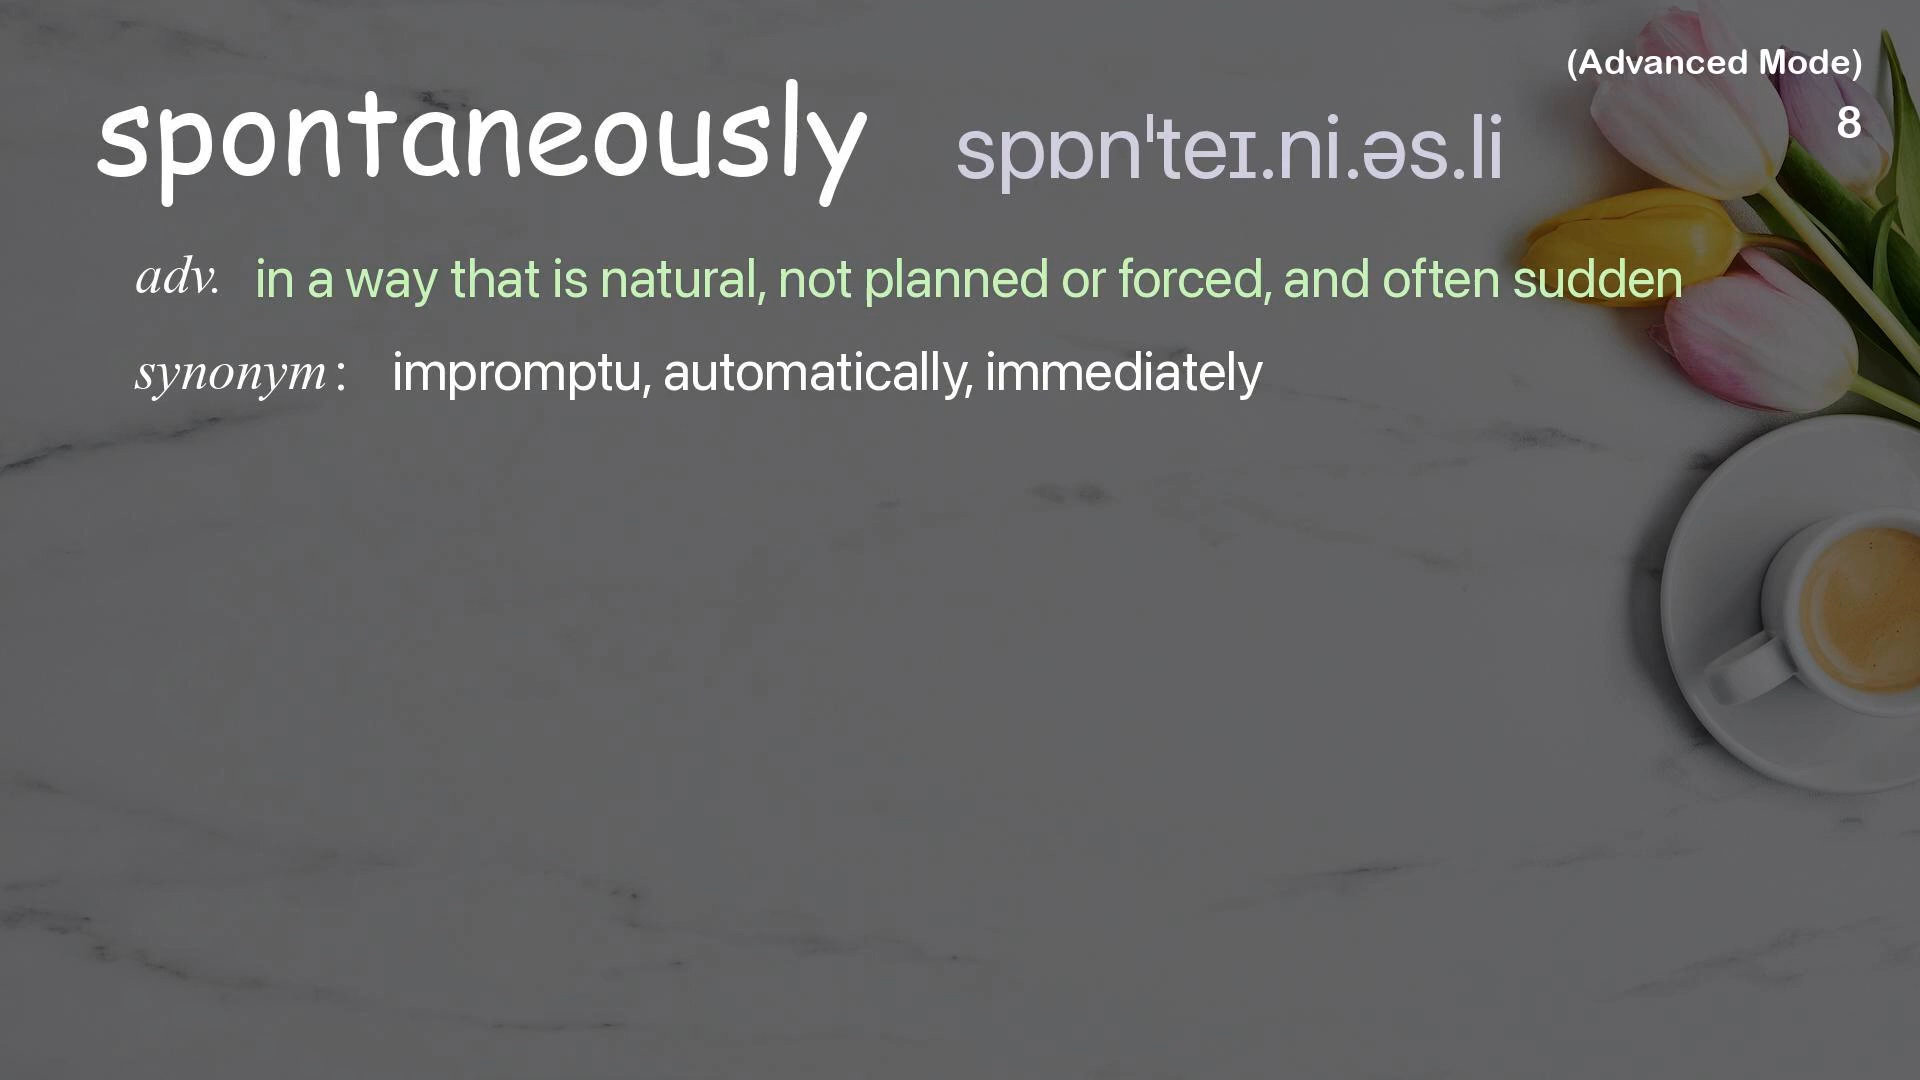 (Advanced Mode)
spontaneously spɒnˈteɪ.ni.əs.li
8
adv. in a way that is natural, not planned or forced, and often sudden
synonym : impromptu, automatically, immediately